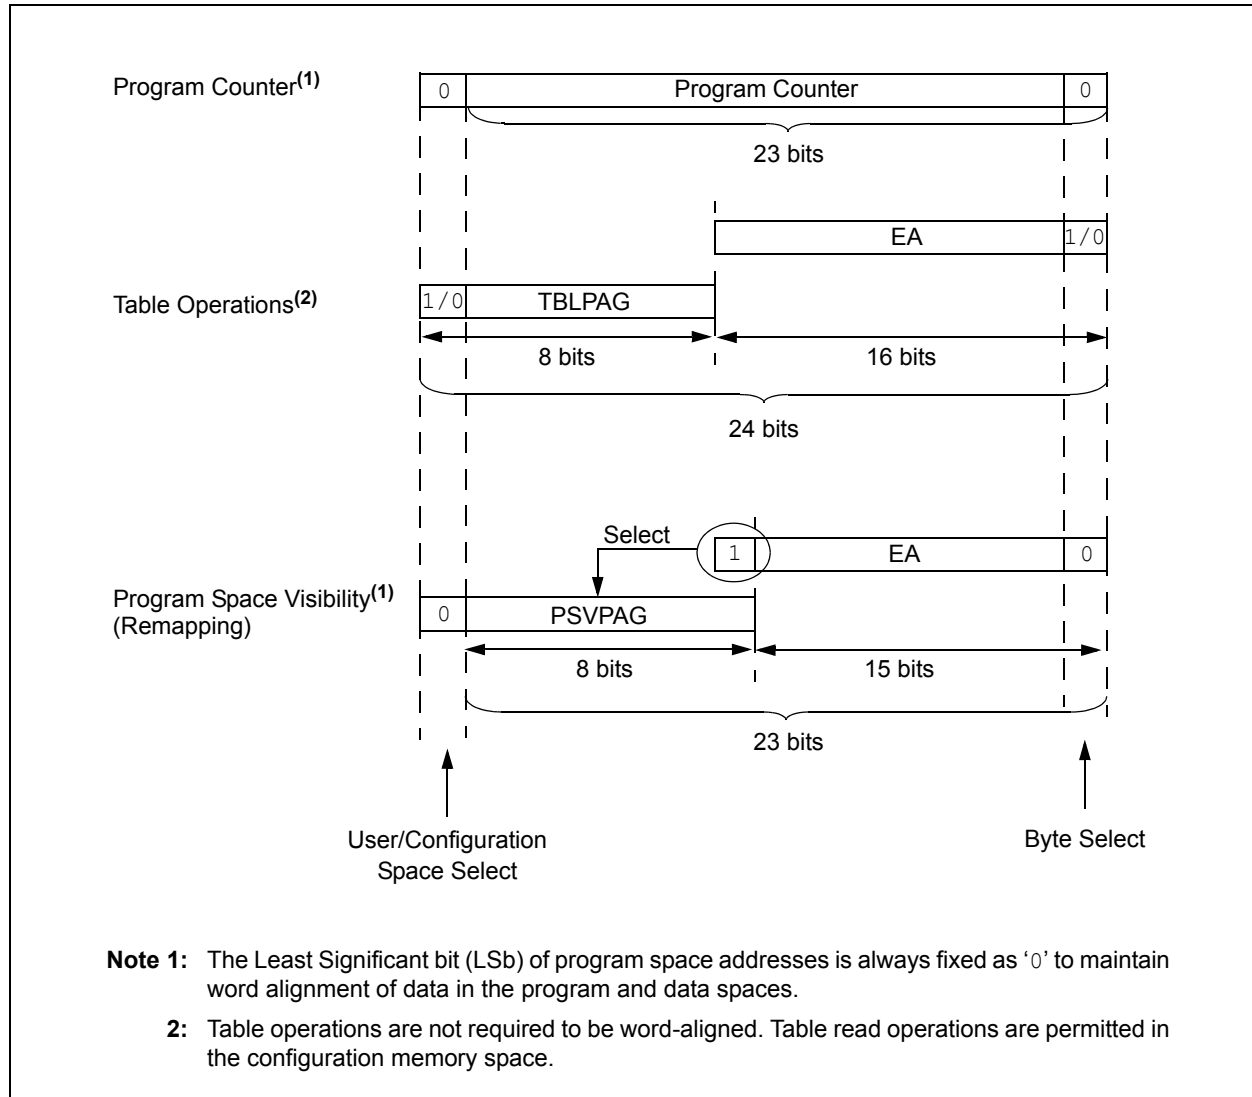 Program Counter(1)
0
Program Counter
0
23 bits
EA
1/0
Table Operations(2)
1/0
TBLPAG
8 bits
16 bits
24 bits
Select
1
EA
0
Program Space Visibility(1)
(Remapping)
0
PSVPAG
8 bits
15 bits
23 bits
User/Configuration
Space Select
Byte Select
Note 1: The Least Significant bit (LSb) of program space addresses is always fixed as ‘0’ to maintain
word alignment of data in the program and data spaces.
2: Table operations are not required to be word-aligned. Table read operations are permitted in
the configuration memory space.